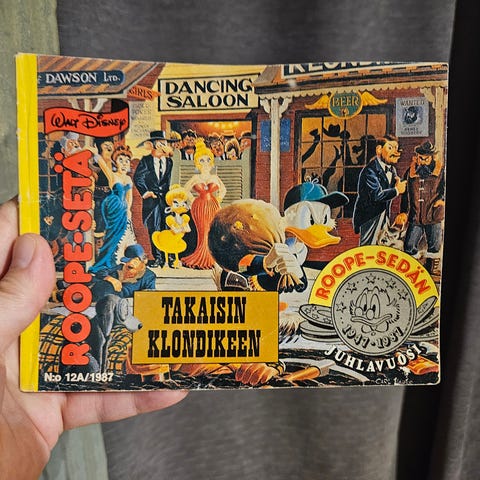 DAWSON LTD.
GIRLS
DANCING
SALOON
BEER
WANTED
Walt Disney
ROOPE-SETÄ
TAKAISIN
KLONDIKEEN
ROOPE-SEDÄN
1947·1987
JUHLAVUOSI
N:o 12A/1987